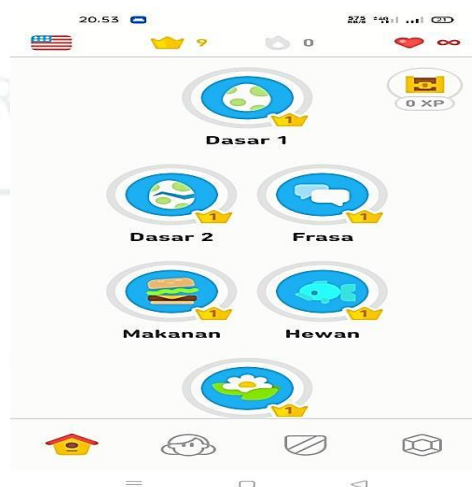 20.53
9 0 ∞
0 XP
1
Dasar 1
1 1
Dasar 2 Frasa
1 1
Makanan Hewan
1